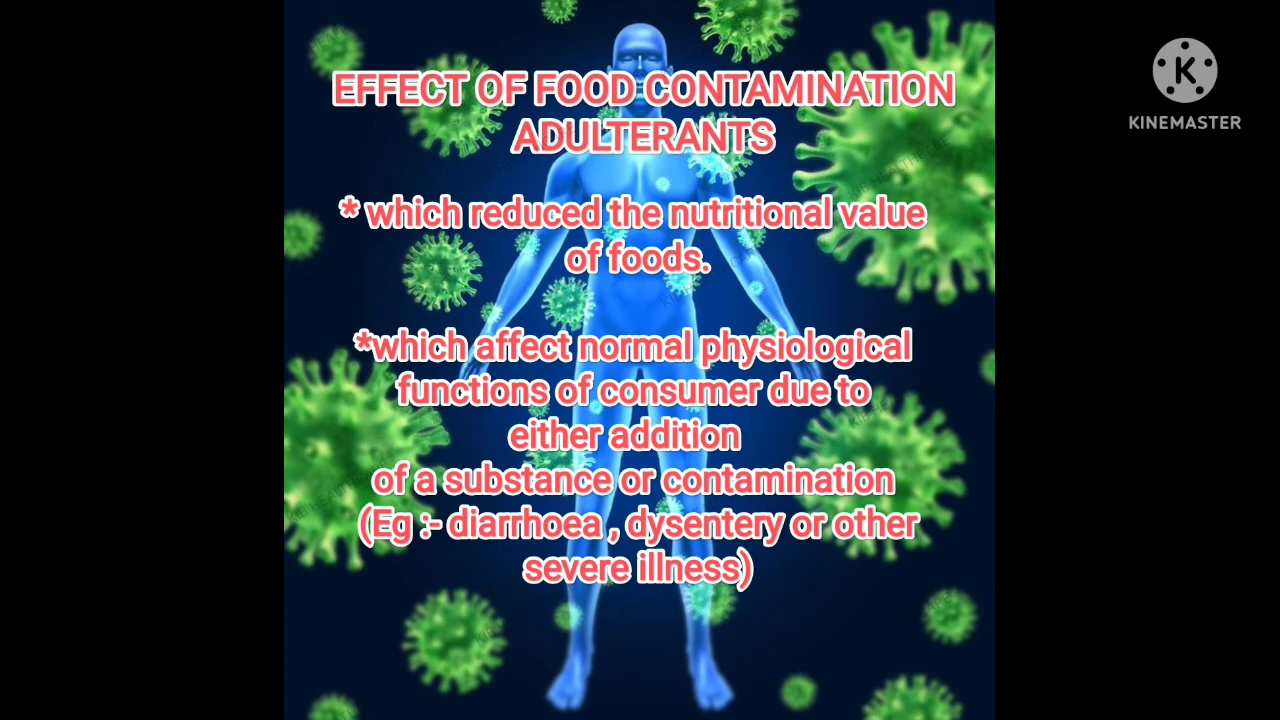 EFFECT OF FOOD CONTAMINATION
ADULTERANTS
* which reduced the nutritional value
of foods.
*which affect normal physiological
functions of consumer due to
either addition
of a substance or contamination
(Eg :- diarrhoea , dysentery or other
severe illness)
K
KINEMASTER